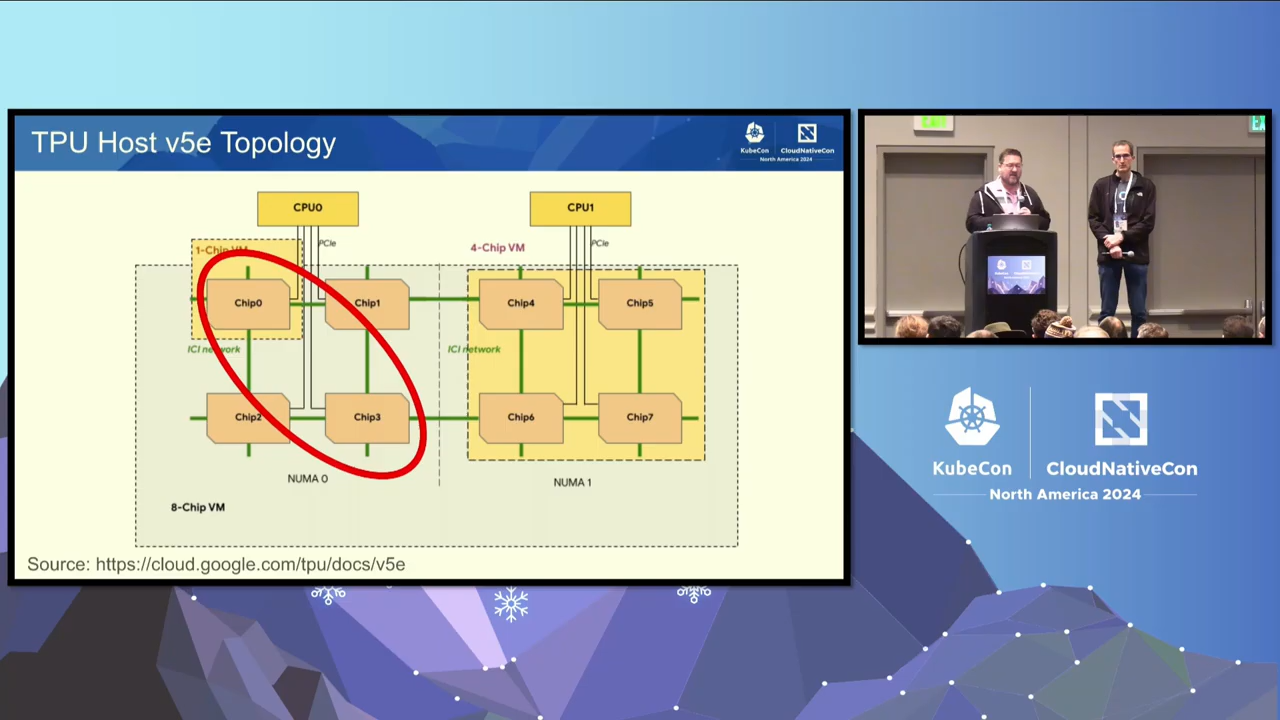 TPU Host v5e Topology
KubeCon
CloudNativeCon
North America 2024
CPU0
CPU1
PCIe
PCIe
1-Chip VM
4-Chip VM
Chip0
Chip1
Chip4
Chip5
ICI network
ICI network
Chip2
Chip3
Chip6
Chip7
NUMA 0
NUMA 1
8-Chip VM
Source: https://cloud.google.com/tpu/docs/v5e
EXIT
KubeCon
CloudNativeCon
North America 2024